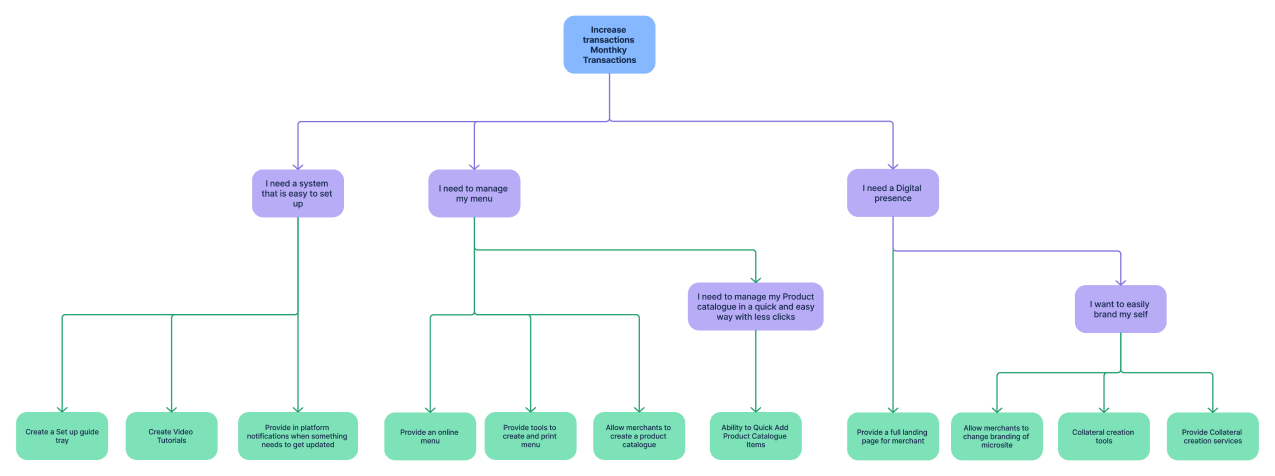 Increase
transactions
Monthky
Transactions
I need a system
that is easy to set
up
I need to manage
my menu
I need a Digital
presence
I need to manage my Product
catalogue in a quick and easy
way with less clicks
I want to easily
brand my self
Create a Set up guide
tray
Create Video
Tutorials
Provide in platform
notifications when something
needs to get updated
Provide an online
menu
Provide tools to
create and print
menu
Allow merchants to
create a product
catalogue
Ability to Quick Add
Product Catalogue
Items
Provide a full landing
page for merchant
Allow merchants to
change branding of
microsite
Collateral creation
tools
Provide Collateral
creation services